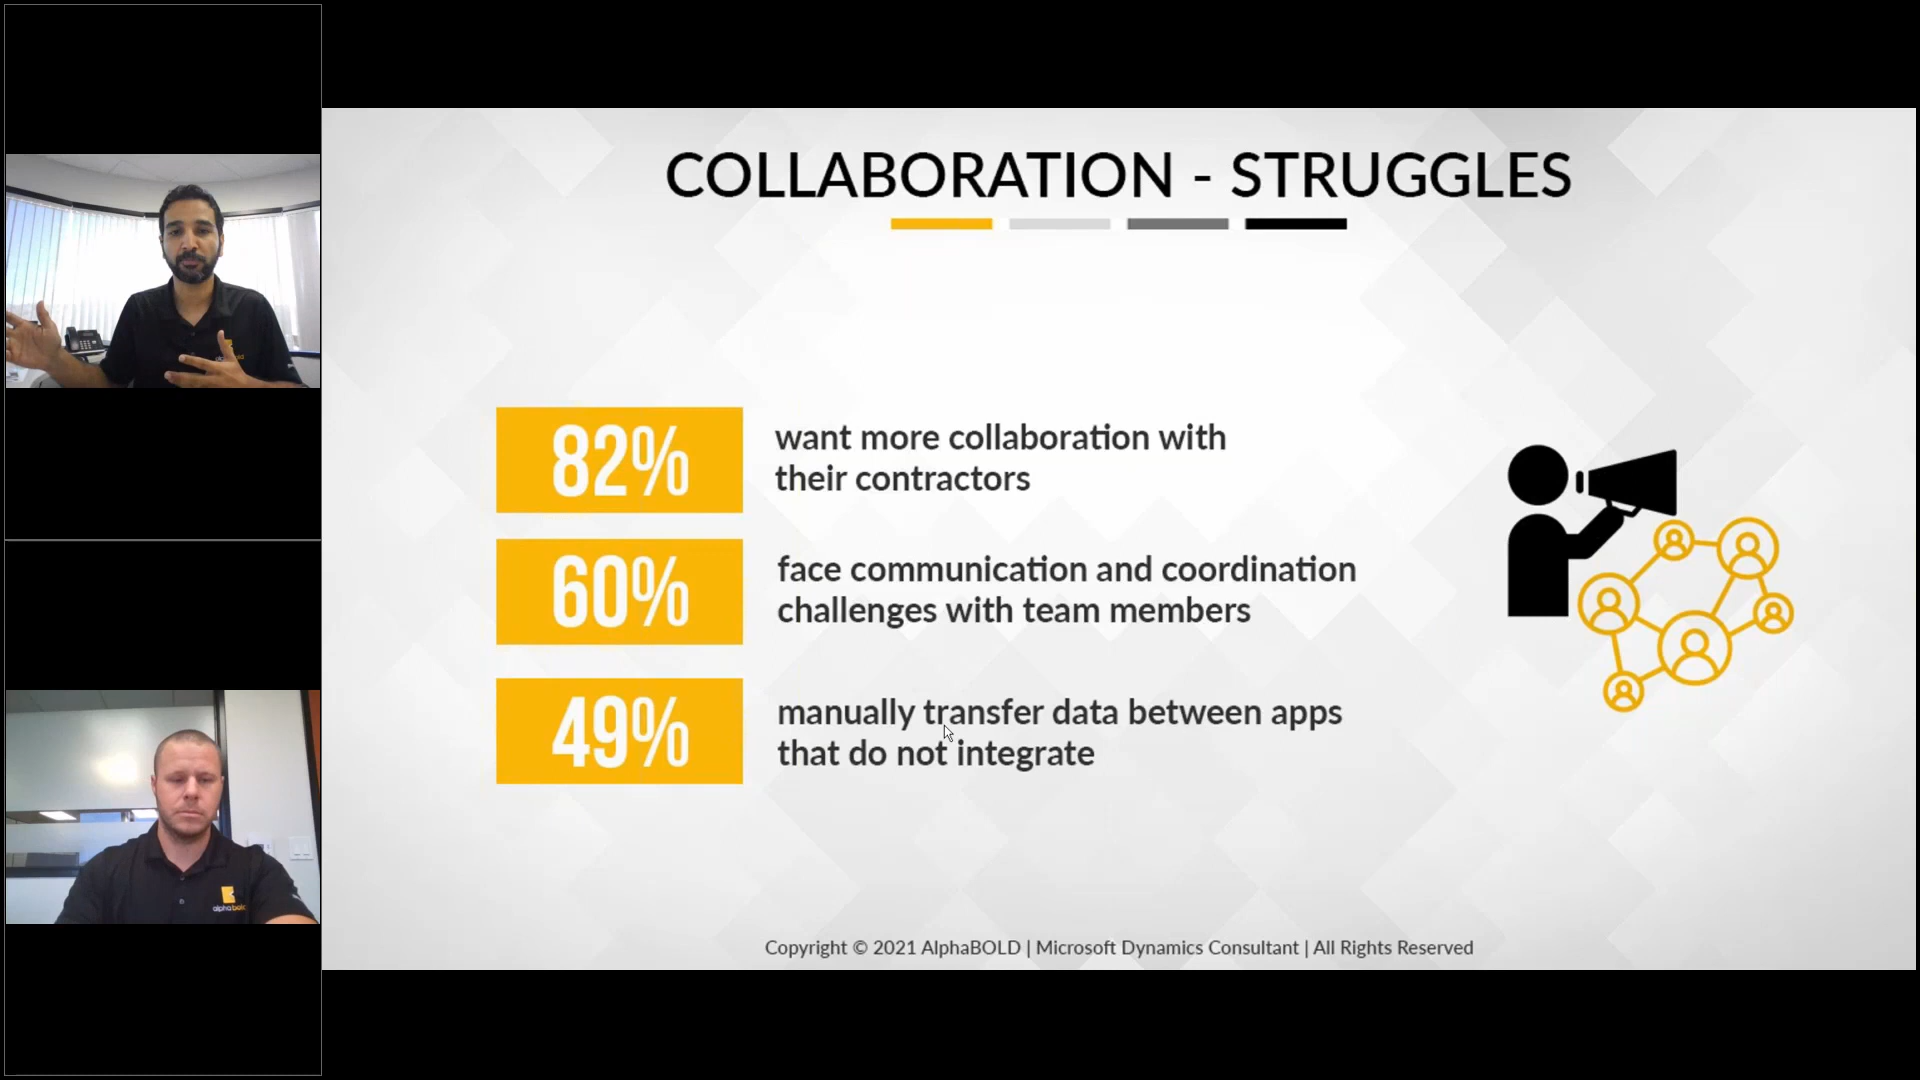 COLLABORATION - STRUGGLES
82%
want more collaboration with
their contractors
60%
face communication and coordination
challenges with team members
49%
manually transfer data between apps
that do not integrate
Copyright © 2021 AlphaBOLD | Microsoft Dynamics Consultant | All Rights Reserved
alphabold